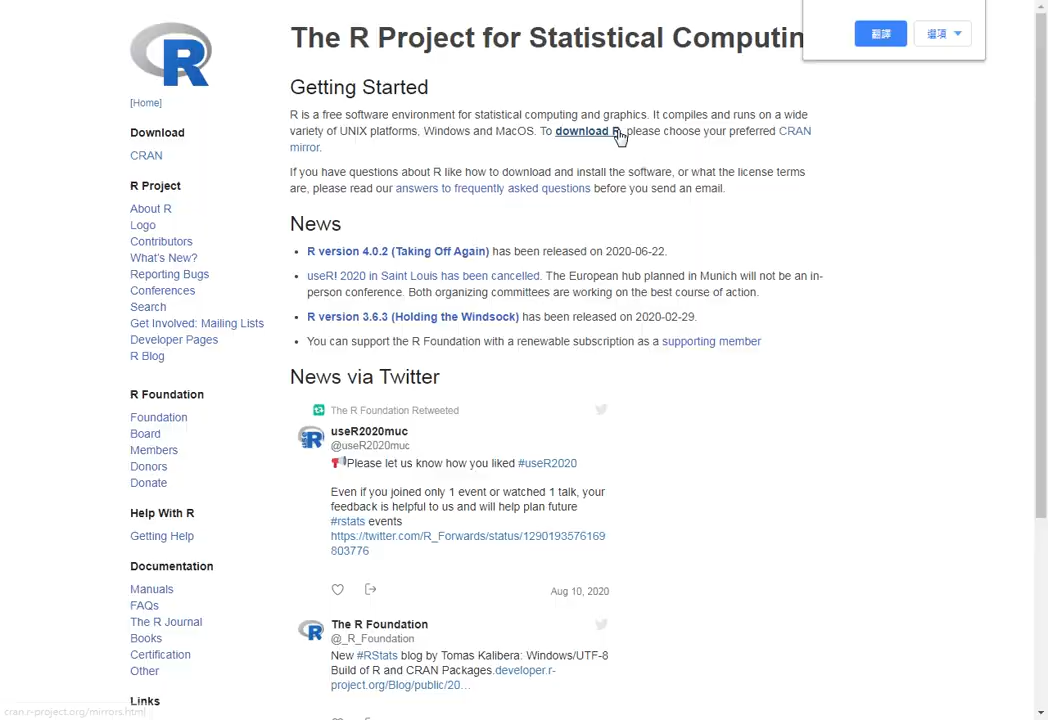 The R Project for Statistical Computin
翻譯
選項
R
[Home]
Download
CRAN
R Project
About R
Logo
Contributors
What's New?
Reporting Bugs
Conferences
Search
Get Involved: Mailing Lists
Developer Pages
R Blog
R Foundation
Foundation
Board
Members
Donors
Donate
Help With R
Getting Help
Documentation
Manuals
FAQs
The R Journal
Books
Certification
Other
Links
Getting Started
R is a free software environment for statistical computing and graphics. It compiles and runs on a wide
variety of UNIX platforms, Windows and MacOS. To download R, please choose your preferred CRAN
mirror.
If you have questions about R like how to download and install the software, or what the license terms
are, please read our answers to frequently asked questions before you send an email.
News
• R version 4.0.2 (Taking Off Again) has been released on 2020-06-22.
• useR! 2020 in Saint Louis has been cancelled. The European hub planned in Munich will not be an in-
person conference. Both organizing committees are working on the best course of action.
• R version 3.6.3 (Holding the Windsock) has been released on 2020-02-29.
• You can support the R Foundation with a renewable subscription as a supporting member
News via Twitter
The R Foundation Retweeted
useR2020muc
@useR2020muc
Please let us know how you liked #useR2020
Even if you joined only 1 event or watched 1 talk, your
feedback is helpful to us and will help plan future
#rstats events
https://twitter.com/R_Forwards/status/1290193576169
803776
Aug 10, 2020
The R Foundation
@_R_Foundation
New #RStats blog by Tomas Kalibera: Windows/UTF-8
Build of R and CRAN Packages.developer.r-
project.org/Blog/public/20…
cran.r-project.org/mirrors.html